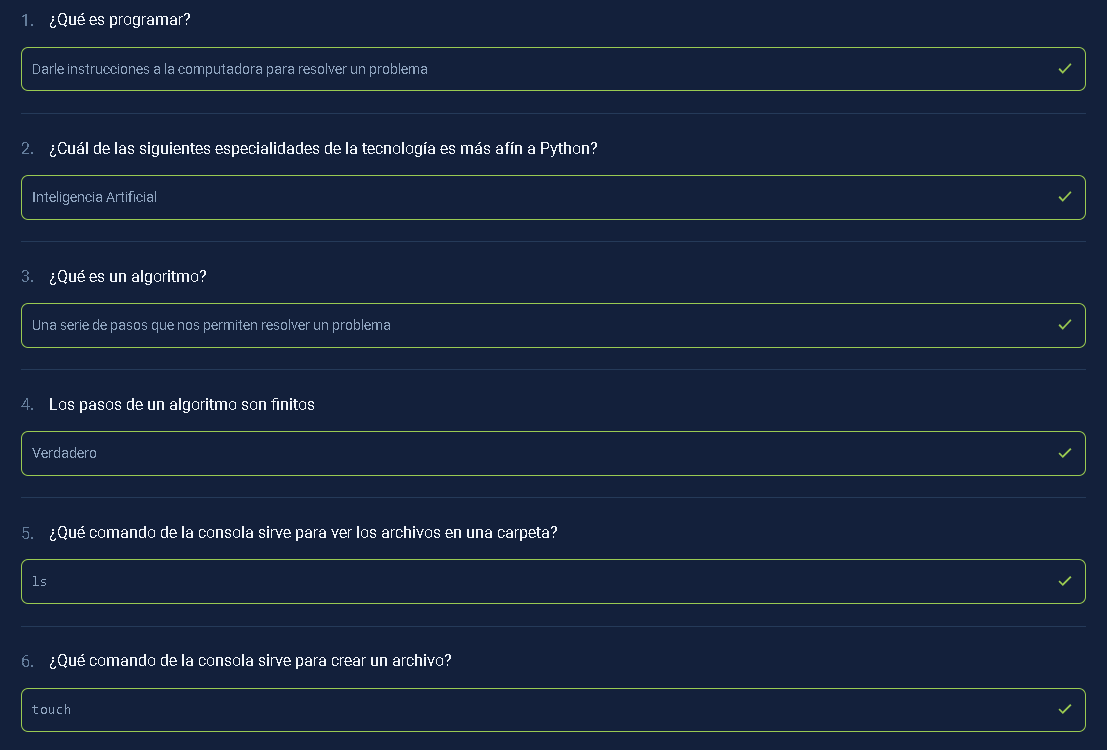 1. ¿Qué es programar?
Darle instrucciones a la computadora para resolver un problema
2. ¿Cuál de las siguientes especialidades de la tecnología es más afín a Python?
Inteligencia Artificial
3. ¿Qué es un algoritmo?
Una serie de pasos que nos permiten resolver un problema
4. Los pasos de un algoritmo son finitos
Verdadero
5. ¿Qué comando de la consola sirve para ver los archivos en una carpeta?
ls
6. ¿Qué comando de la consola sirve para crear un archivo?
touch